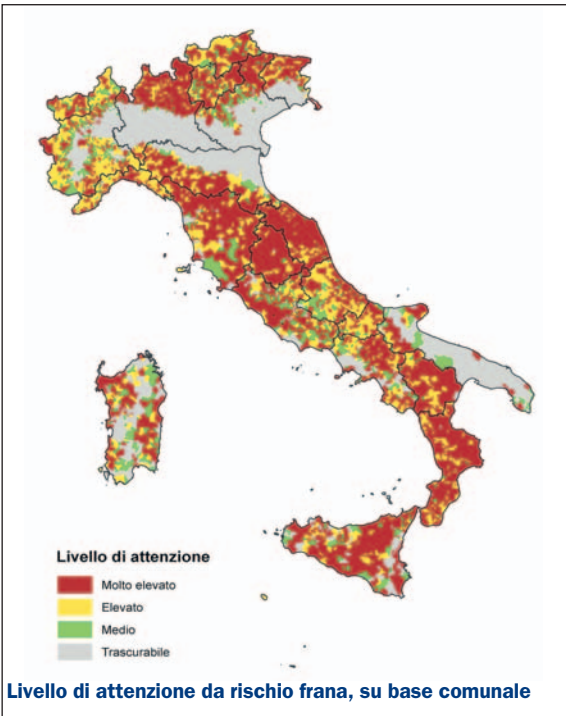 Livello di attenzione
Molto elevato
Elevato
Medio
Trascurabile
Livello di attenzione da rischio frana, su base comunale